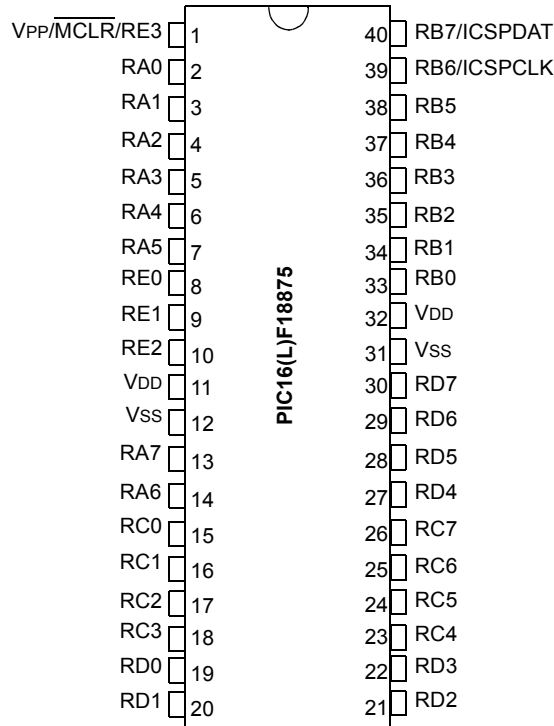 VPP/MCLR/RE3 1 40 RB7/ICSPDAT
RA0 2 39 RB6/ICSPCLK
RA1 3 38 RB5
RA2 4 37 RB4
RA3 5 36 RB3
RA4 6 35 RB2
RA5 7 34 RB1
RE0 8 33 RB0
RE1 9 32 VDD
RE2 10 31 VSS
VDD 11 30 RD7
VSS 12 29 RD6
RA7 13 28 RD5
RA6 14 27 RD4
RC0 15 26 RC7
RC1 16 25 RC6
RC2 17 24 RC5
RC3 18 23 RC4
RD0 19 22 RD3
RD1 20 21 RD2
PIC16(L)F18875